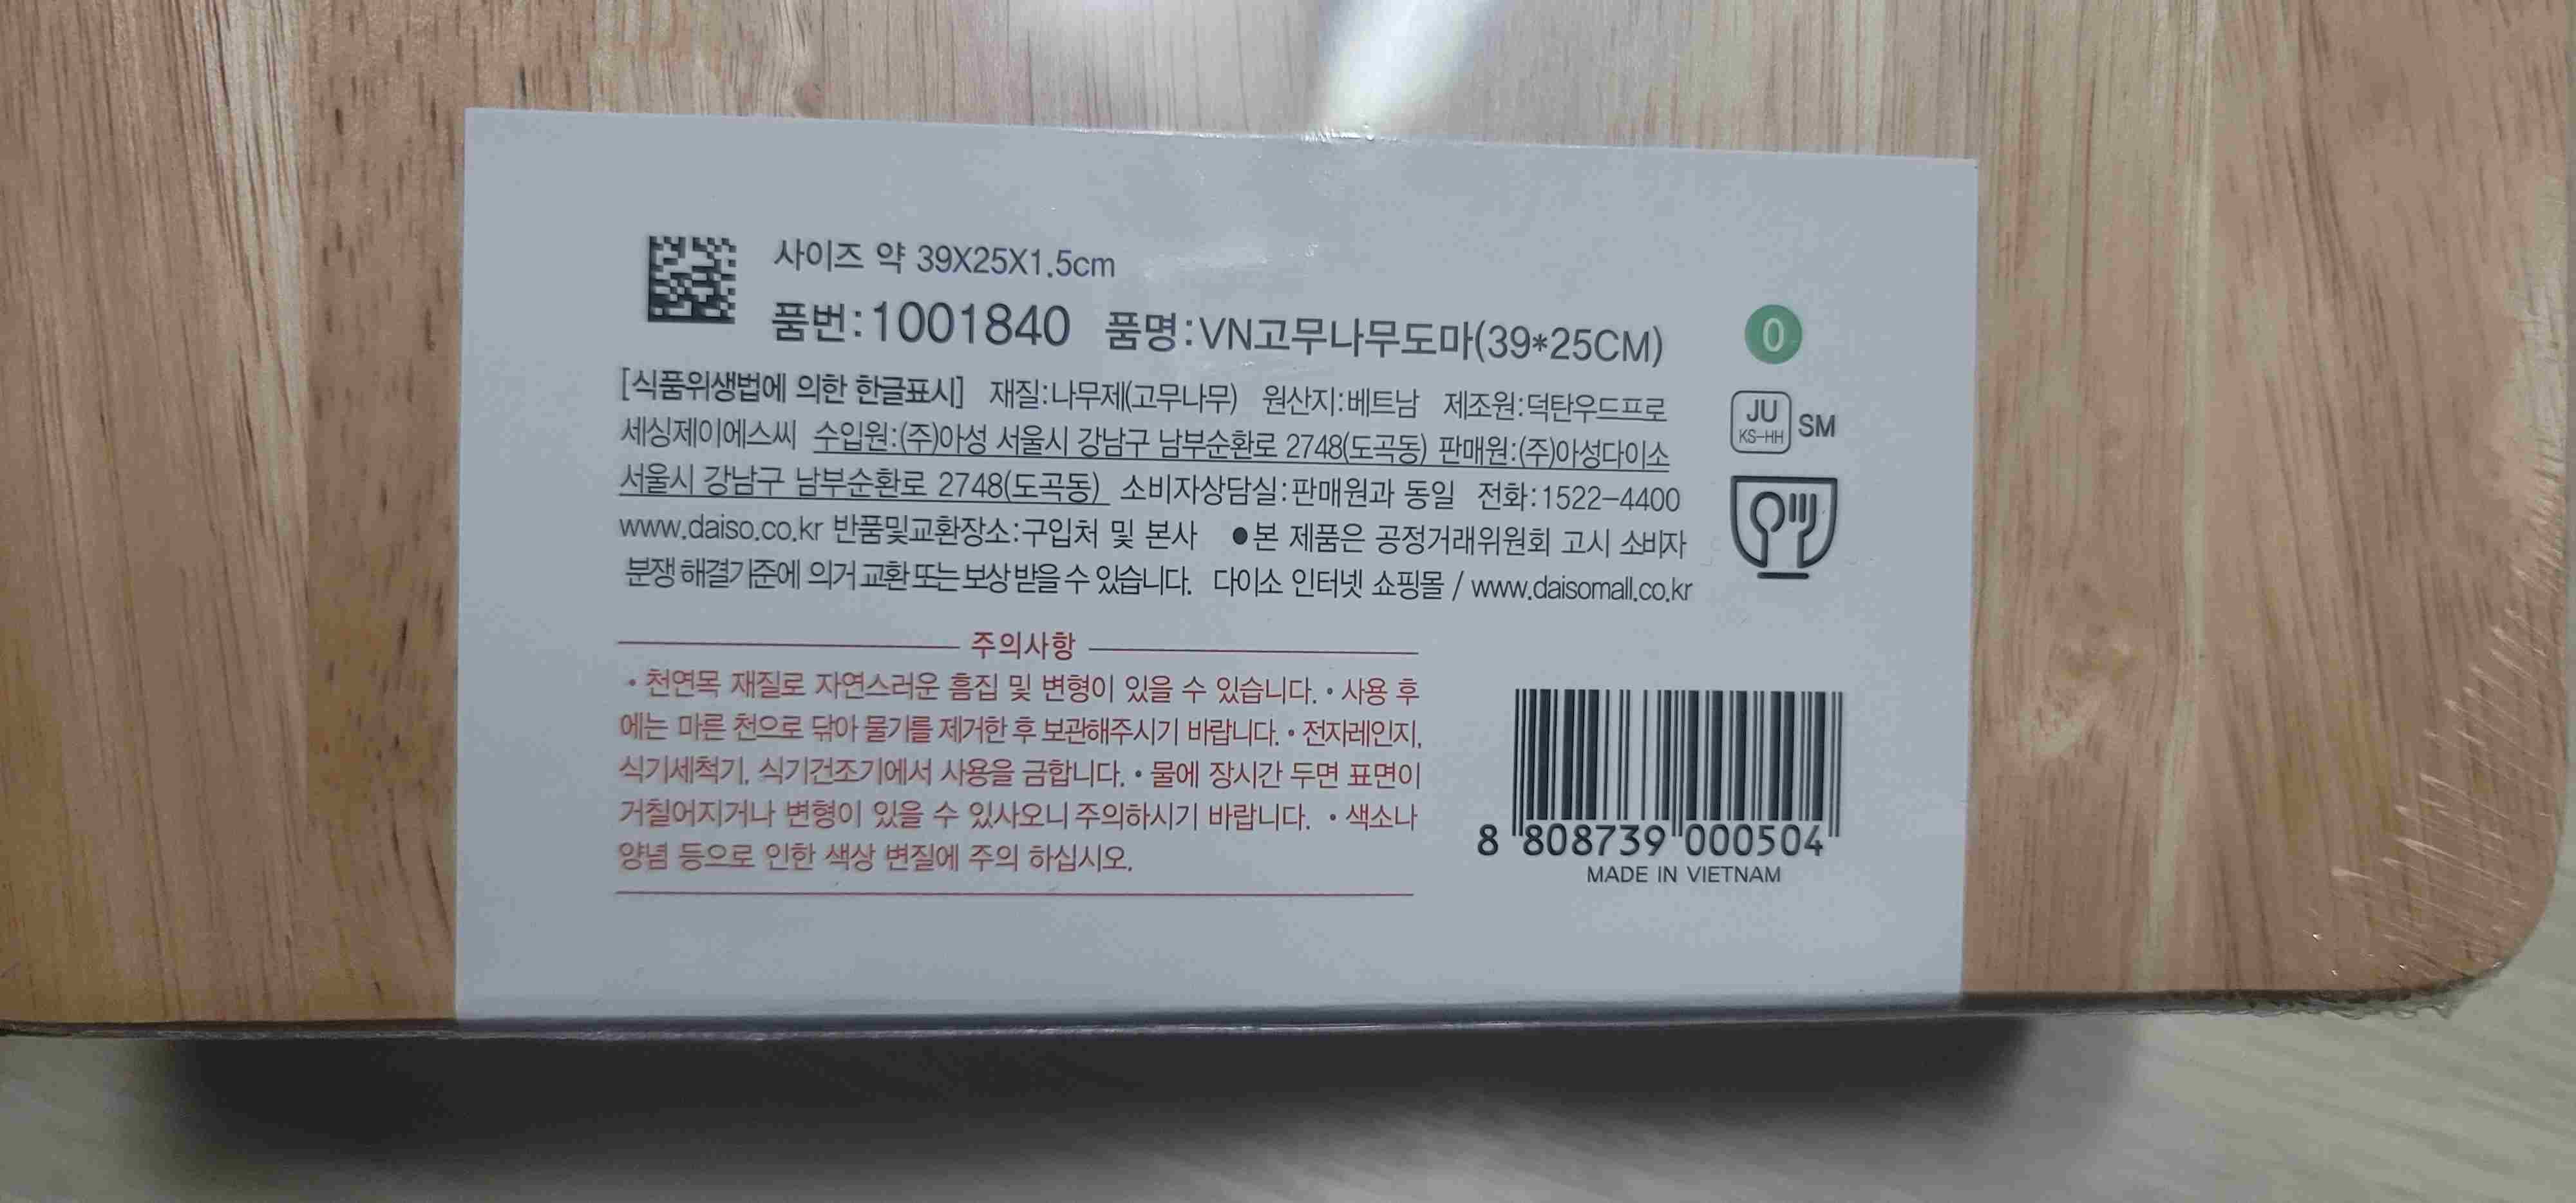 사이즈 약 39X25X1.5cm
품번:1001840 품명:VN고무나무도마(39*25CM)
0
[식품위생법에 의한 한글표시] 재질:나무제(고무나무) 원산지:베트남 제조원:덕탄우드프로
세싱제이에스씨 수입원:(주)아성 서울시 강남구 남부순환로 2748(도곡동) 판매원:(주)아성다이소
JU
KS-HH
SM
서울시 강남구 남부순환로 2748(도곡동) 소비자상담실:판매원과 동일 전화:1522-4400
www.daiso.co.kr 반품및교환장소:구입처 및 본사 ●본 제품은 공정거래위원회 고시 소비자
분쟁해결기준에 의거 교환 또는 보상 받을 수 있습니다. 다이소 인터넷 쇼핑몰 / www.daisomall.co.kr
주의사항
• 천연목 재질로 자연스러운 흠집 및 변형이 있을 수 있습니다. • 사용 후
에는 마른 천으로 닦아 물기를 제거한 후 보관해주시기 바랍니다. • 전자레인지,
식기세척기, 식기건조기에서 사용을 금합니다. • 물에 장시간 두면 표면이
거칠어지거나 변형이 있을 수 있사오니 주의하시기 바랍니다. • 색소나
양념 등으로 인한 색상 변질에 주의 하십시오.
8 808739 000504
MADE IN VIETNAM